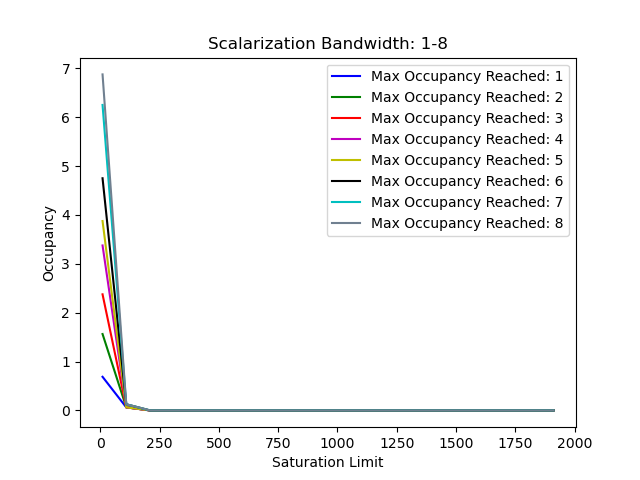 Scalarization Bandwidth: 1-8
Max Occupancy Reached: 1
Max Occupancy Reached: 2
Max Occupancy Reached: 3
Max Occupancy Reached: 4
Max Occupancy Reached: 5
Max Occupancy Reached: 6
Max Occupancy Reached: 7
Max Occupancy Reached: 8
Occupancy
7
6
5
4
3
2
1
0
0 250 500 750 1000 1250 1500 1750 2000
Saturation Limit